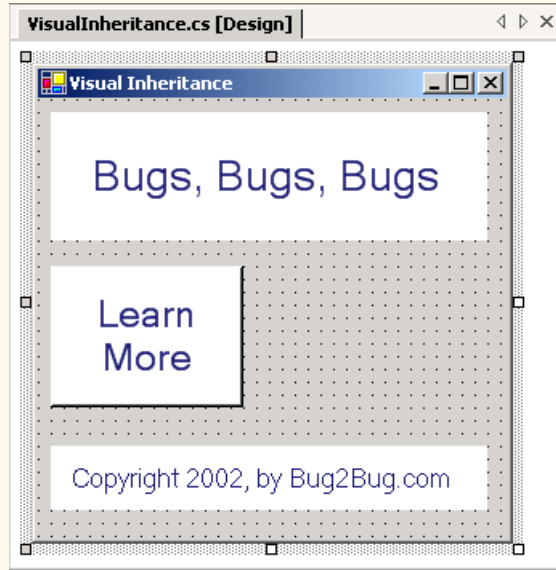 VisualInheritance.cs [Design]
Visual Inheritance
Bugs, Bugs, Bugs
Learn
More
Copyright 2002, by Bug2Bug.com